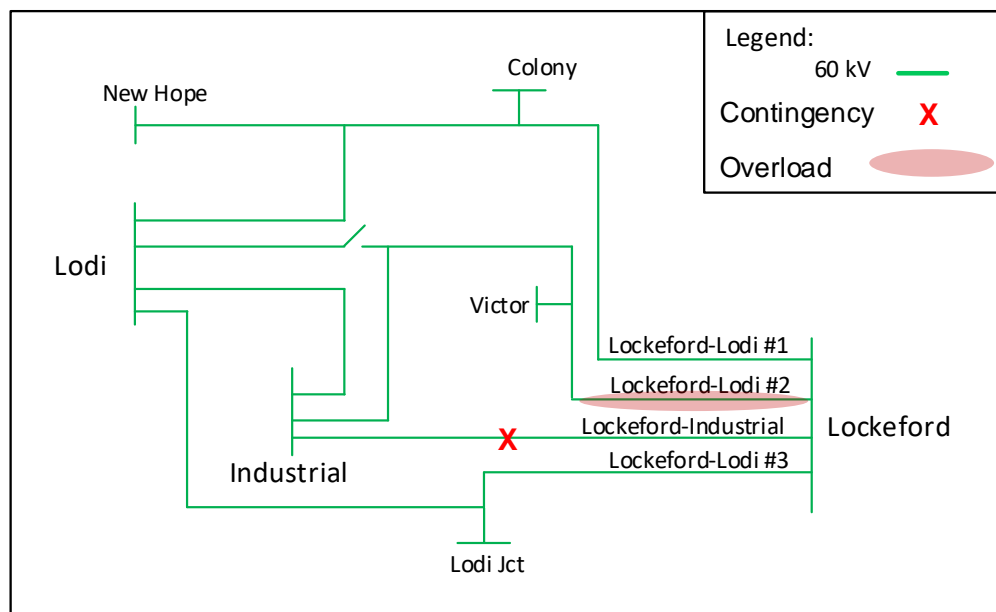 Legend:
60 kV
Contingency
X
Overload
Colony
New Hope
Lodi
Victor
Lockeford-Lodi #1
Lockeford-Lodi #2
Lockeford-Industrial
Lockeford
X
Lockeford-Lodi #3
Industrial
Lodi Jct